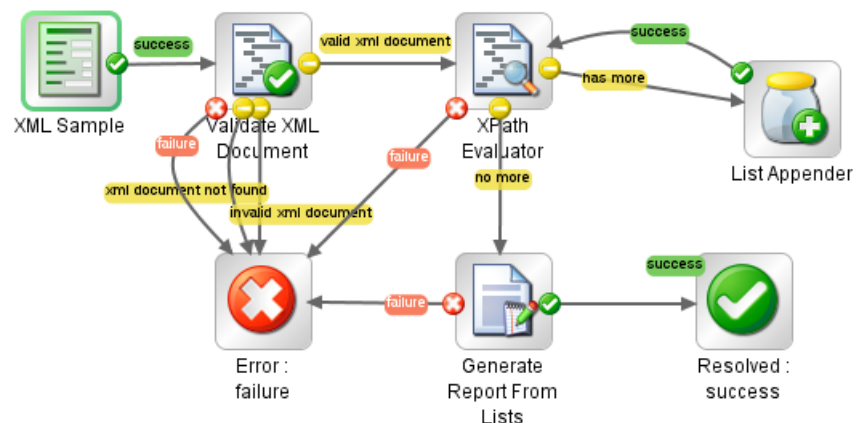 success
valid xml document
success
has more
XML Sample
Validate XML
Document
XPath
Evaluator
List Appender
failure
failure
xml document not found
invalid xml document
no more
failure
success
Error :
failure
Generate
Report From
Lists
Resolved :
success